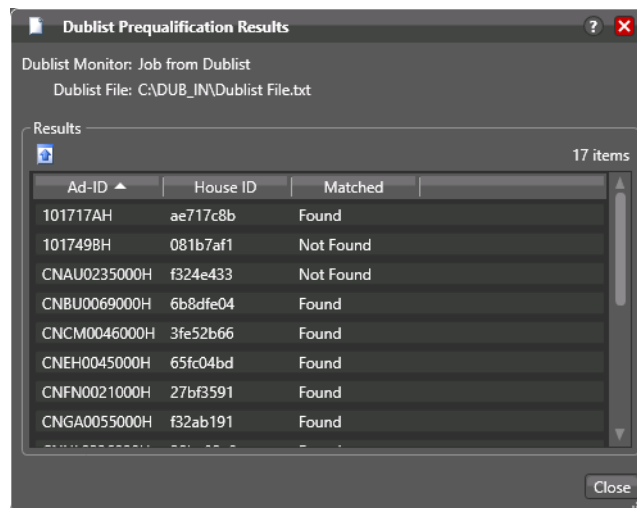 Dublist Prequalification Results ? X
Dublist Monitor: Job from Dublist
Dublist File: C:\DUB_IN\Dublist File.txt
Results
17 items
Ad-ID House ID Matched
101717AH ae717c8b Found
101749BH 081b7af1 Not Found
CNAU0235000H f324e433 Not Found
CNBU0069000H 6b8dfe04 Found
CNCM0046000H 3fe52b66 Found
CNEH0045000H 65fc04bd Found
CNFN0021000H 27bf3591 Found
CNGA0055000H f32ab191 Found
Close